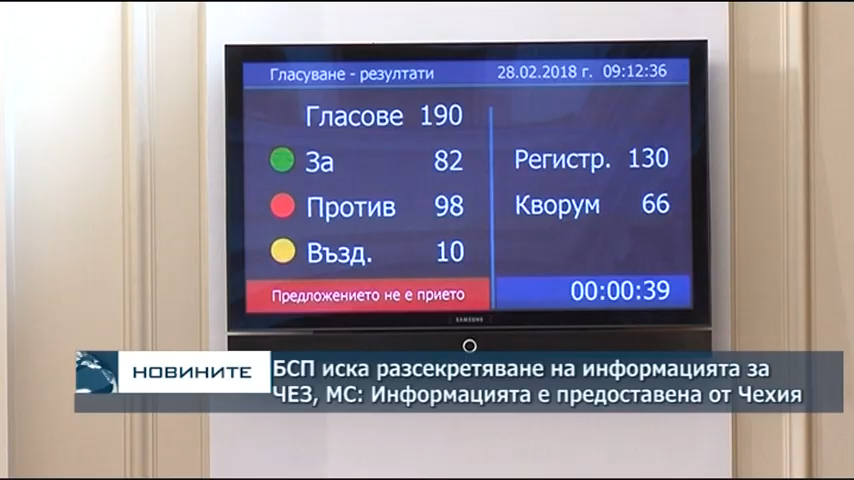 Гласуване - резултати 28.02.2018 г. 09:12:36
Гласове 190
За 82
Против 98
Възд. 10
Регистр. 130
Кворум 66
Предложението не е прието
00:00:39
SAMSUNG
НОВИНИТЕ
БСП иска разсекретяване на информацията за
ЧЕЗ, МС: Информацията е предоставена от Чехия